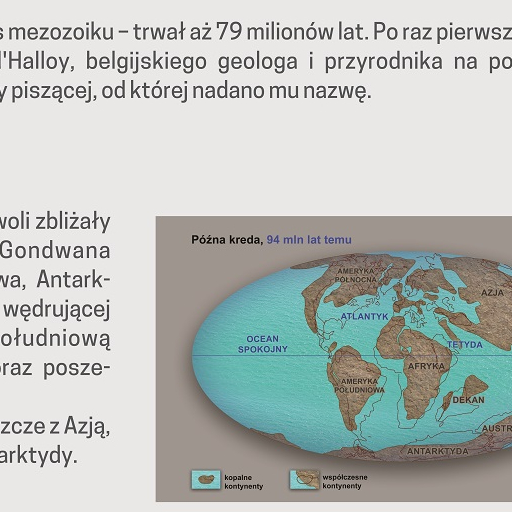 s mezozoiku – trwał aż 79 milionów lat. Po raz pierwsz
d'Halloy, belgijskiego geologa i przyrodnika na po
y piszącej, od której nadano mu nazwę.
woli zbliżały
Gondwana
wa, Antark-
wędrującej
ołudniową
oraz posze-
szcze z Azją,
arktydy.
Późna kreda, 94 mln lat temu
AMERYKA
PÓŁNOCNA
AZJA
ATLANTYK
OCEAN
SPOKOJNY
TETYDA
AFRYKA
AMERYKA
POŁUDNIOWA
DEKAN
AUSTR
ANTARKTYDA
kopalne
kontynenty
współczesne
kontynenty